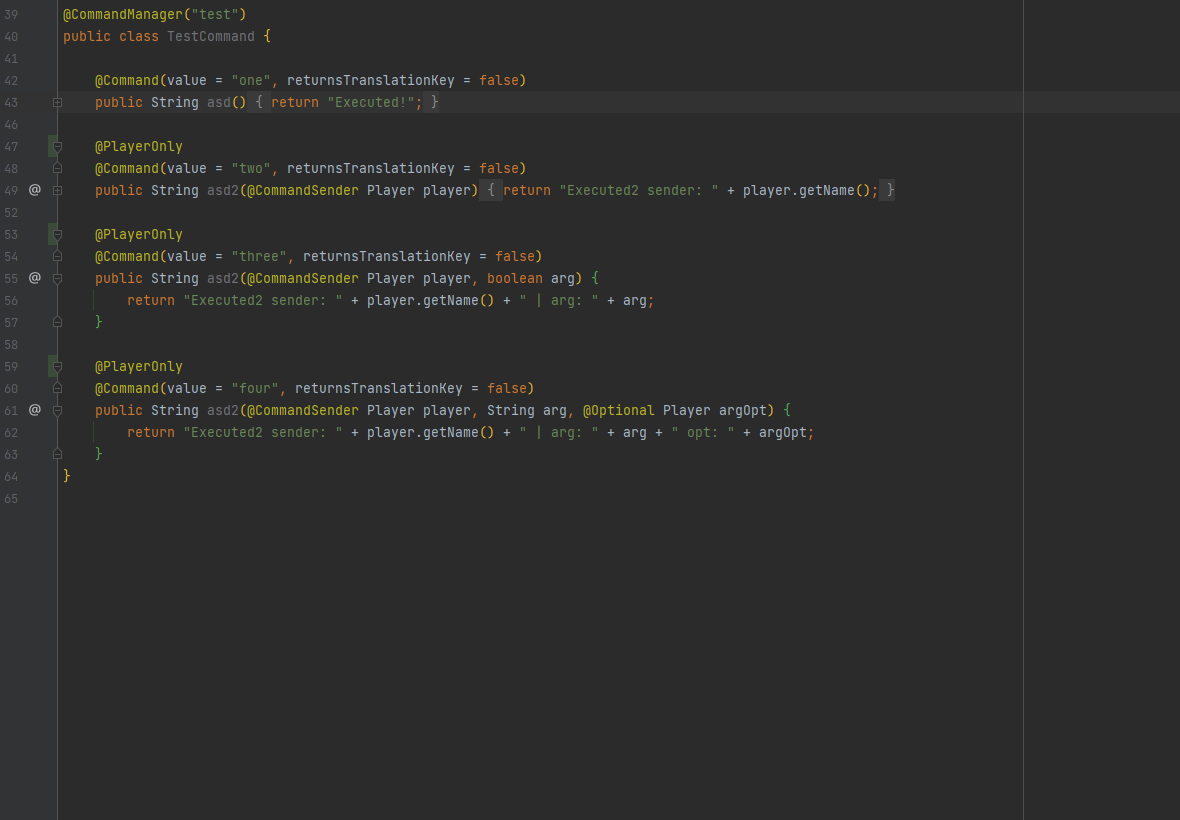 39 @CommandManager("test")
40 public class TestCommand {
41
42     @Command(value = "one", returnsTranslationKey = false)
43     public String asd() { return "Executed!"; }
46
47     @PlayerOnly
48     @Command(value = "two", returnsTranslationKey = false)
49 @   public String asd2(@CommandSender Player player) { return "Executed2 sender: " + player.getName(); }
52
53     @PlayerOnly
54     @Command(value = "three", returnsTranslationKey = false)
55 @   public String asd2(@CommandSender Player player, boolean arg) {
56         return "Executed2 sender: " + player.getName() + " | arg: " + arg;
57     }
58
59     @PlayerOnly
60     @Command(value = "four", returnsTranslationKey = false)
61 @   public String asd2(@CommandSender Player player, String arg, @Optional Player argOpt) {
62         return "Executed2 sender: " + player.getName() + " | arg: " + arg + " opt: " + argOpt;
63     }
64 }
65